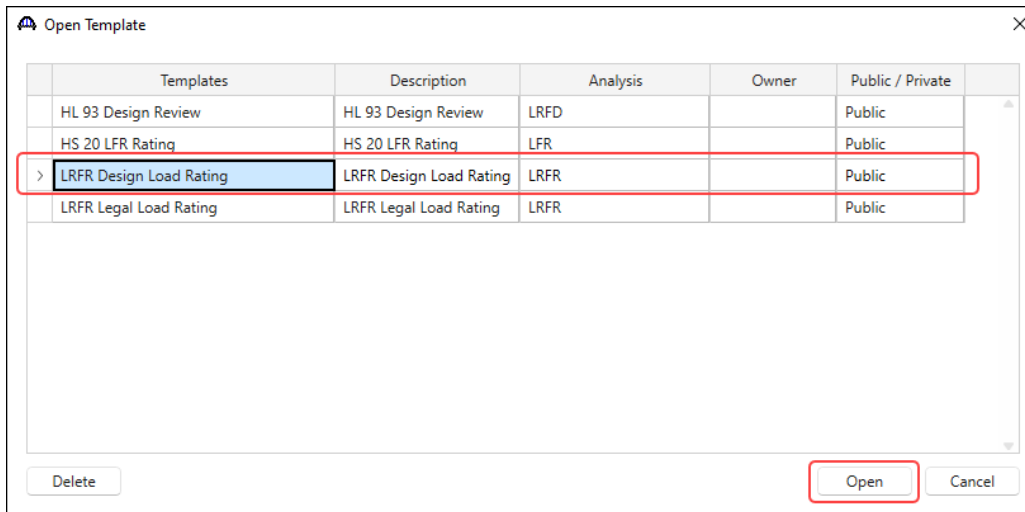 Open Template
Templates Description Analysis Owner Public / Private
HL 93 Design Review HL 93 Design Review LRFD Public
HS 20 LFR Rating HS 20 LFR Rating LFR Public
LRFR Design Load Rating LRFR Design Load Rating LRFR Public
LRFR Legal Load Rating LRFR Legal Load Rating LRFR Public
Delete Open Cancel